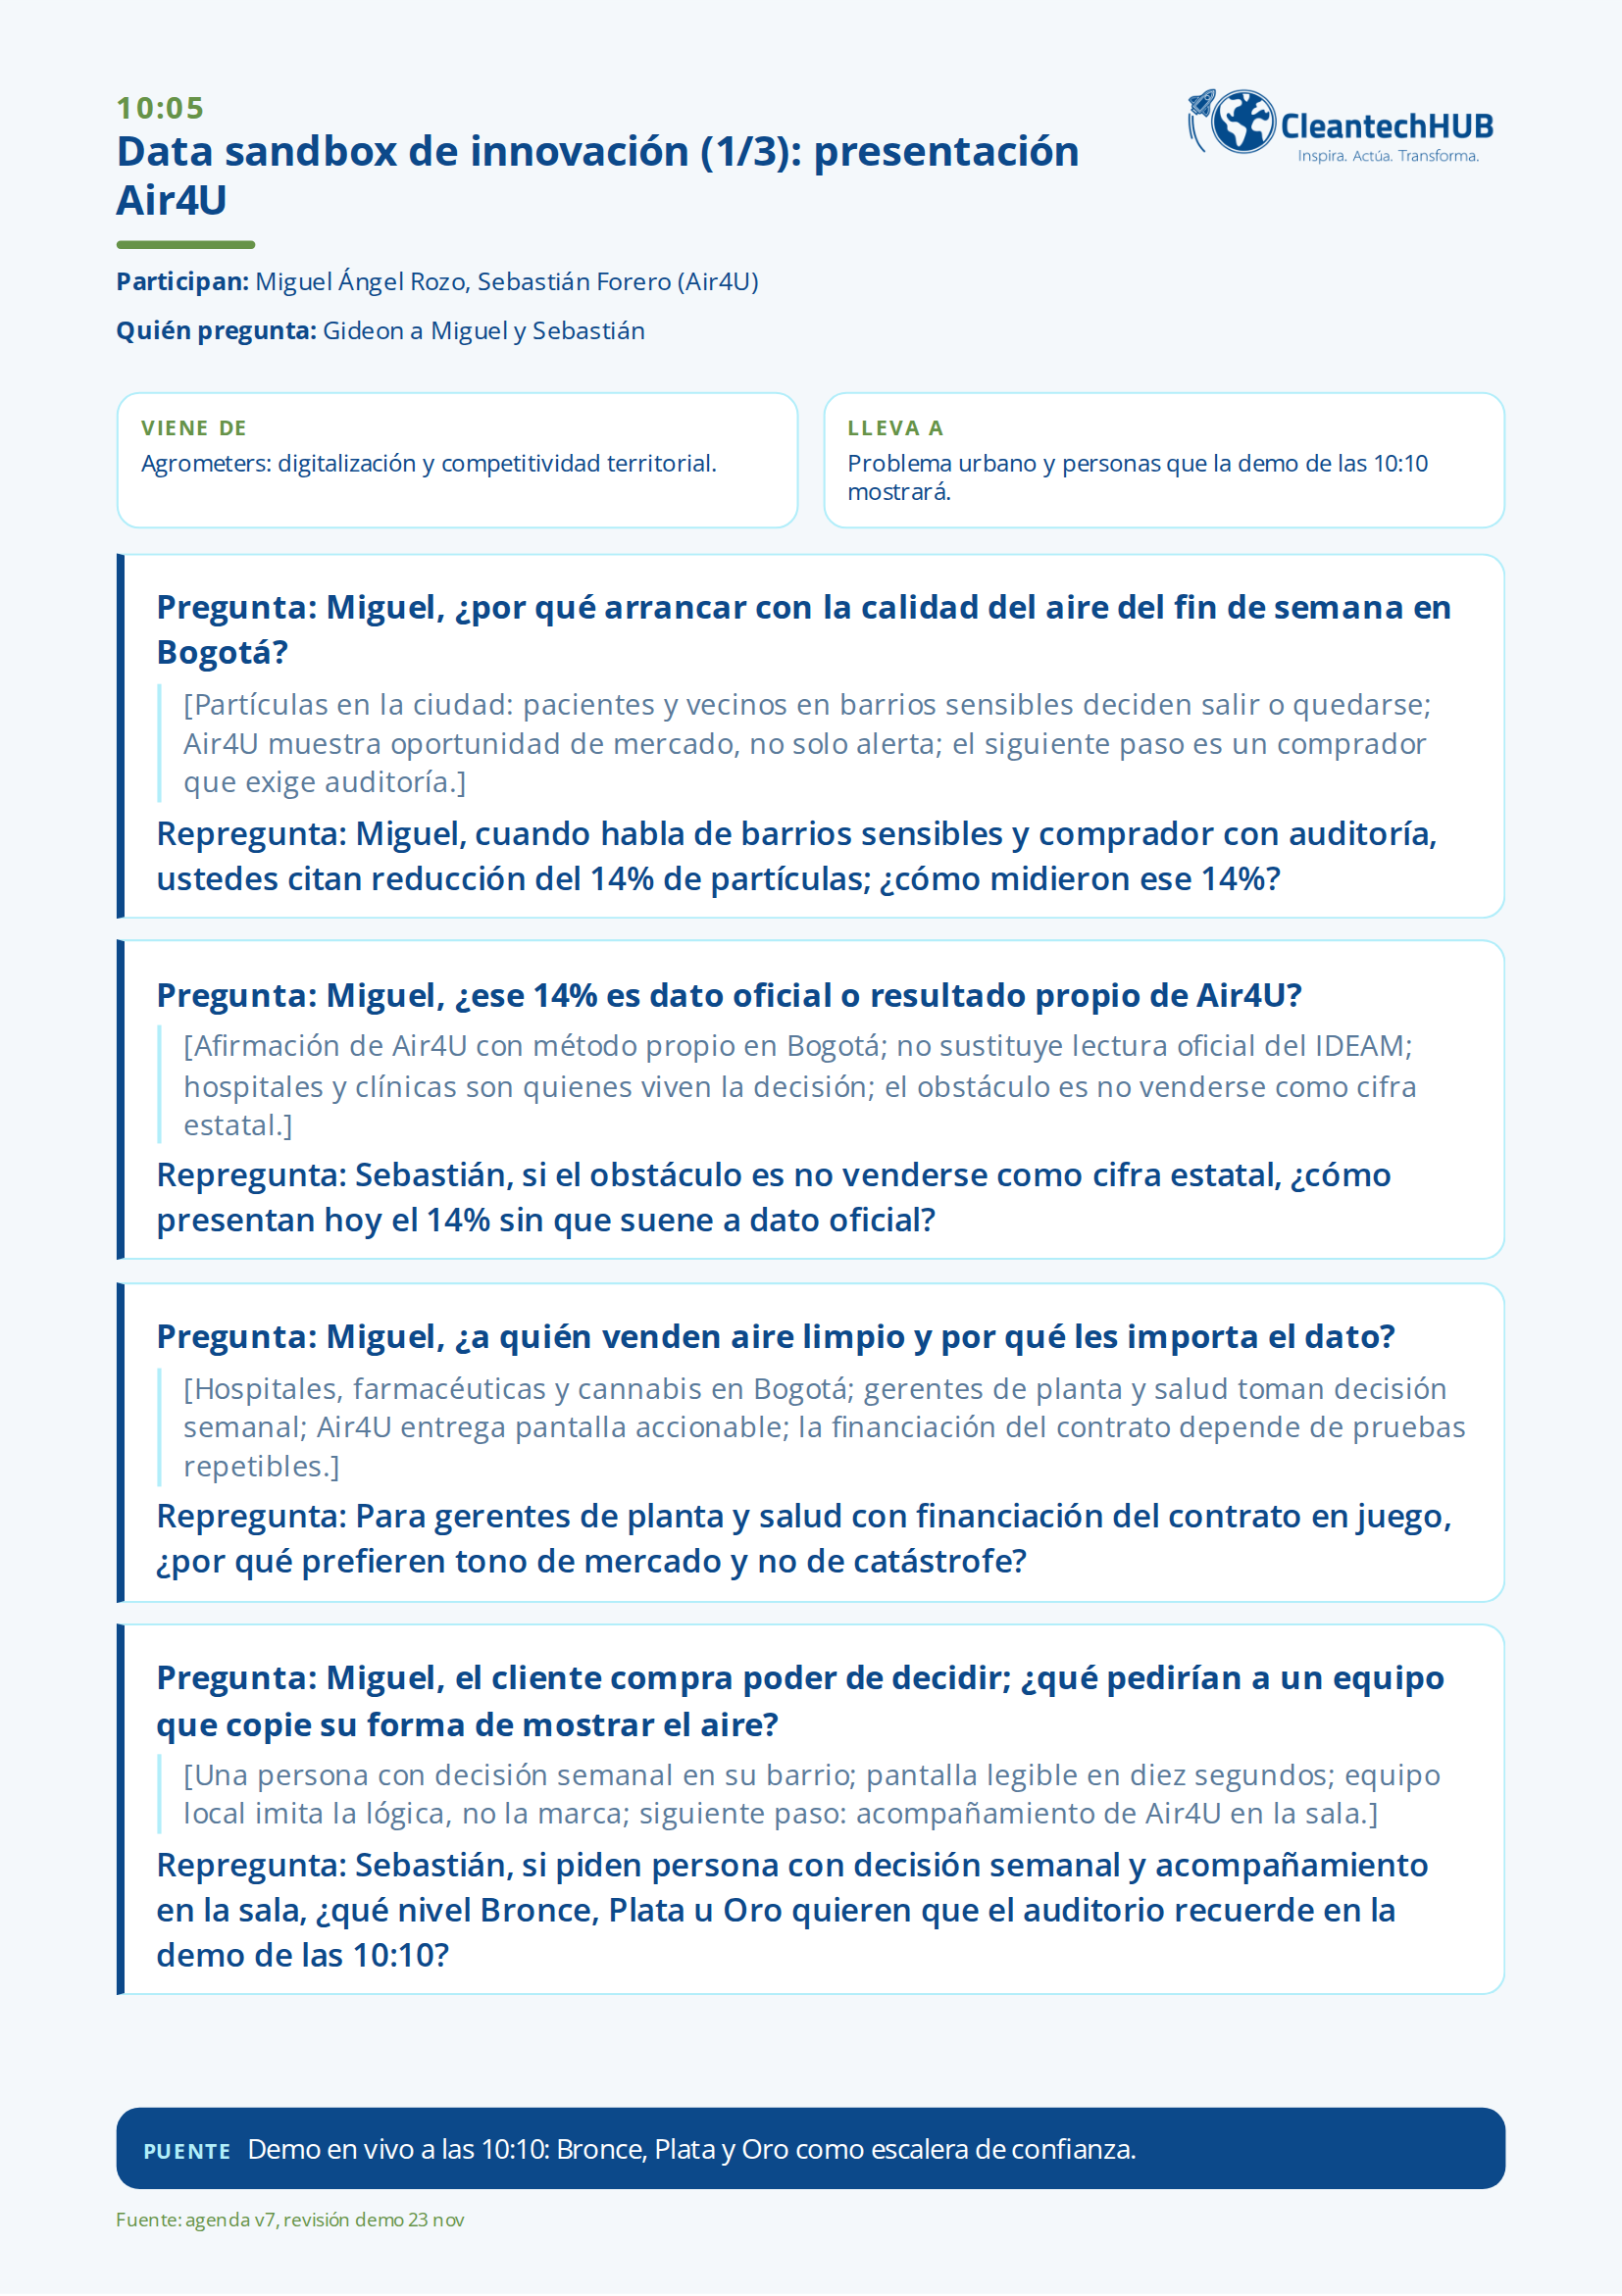 10:05
Data sandbox de innovación (1/3): presentación
Air4U
CleantechHUB
Inspira. Actúa. Transforma.
Participan: Miguel Ángel Rozo, Sebastián Forero (Air4U)
Quién pregunta: Gideon a Miguel y Sebastián
VIENE DE
Agrometers: digitalización y competitividad territorial.
LLEVA A
Problema urbano y personas que la demo de las 10:10
mostrará.
Pregunta: Miguel, ¿por qué arrancar con la calidad del aire del fin de semana en
Bogotá?
[Partículas en la ciudad: pacientes y vecinos en barrios sensibles deciden salir o quedarse;
Air4U muestra oportunidad de mercado, no solo alerta; el siguiente paso es un comprador
que exige auditoría.]
Repregunta: Miguel, cuando habla de barrios sensibles y comprador con auditoría,
ustedes citan reducción del 14% de partículas; ¿cómo midieron ese 14%?
Pregunta: Miguel, ¿ese 14% es dato oficial o resultado propio de Air4U?
[Afirmación de Air4U con método propio en Bogotá; no sustituye lectura oficial del IDEAM;
hospitales y clínicas son quienes viven la decisión; el obstáculo es no venderse como cifra
estatal.]
Repregunta: Sebastián, si el obstáculo es no venderse como cifra estatal, ¿cómo
presentan hoy el 14% sin que suene a dato oficial?
Pregunta: Miguel, ¿a quién venden aire limpio y por qué les importa el dato?
[Hospitales, farmacéuticas y cannabis en Bogotá; gerentes de planta y salud toman decisión
semanal; Air4U entrega pantalla accionable; la financiación del contrato depende de pruebas
repetibles.]
Repregunta: Para gerentes de planta y salud con financiación del contrato en juego,
¿por qué prefieren tono de mercado y no de catástrofe?
Pregunta: Miguel, el cliente compra poder de decidir; ¿qué pedirían a un equipo
que copie su forma de mostrar el aire?
[Una persona con decisión semanal en su barrio; pantalla legible en diez segundos; equipo
local imita la lógica, no la marca; siguiente paso: acompañamiento de Air4U en la sala.]
Repregunta: Sebastián, si piden persona con decisión semanal y acompañamiento
en la sala, ¿qué nivel Bronce, Plata u Oro quieren que el auditorio recuerde en la
demo de las 10:10?
PUENTE Demo en vivo a las 10:10: Bronce, Plata y Oro como escalera de confianza.
Fuente: agenda v7, revisión demo 23 nov